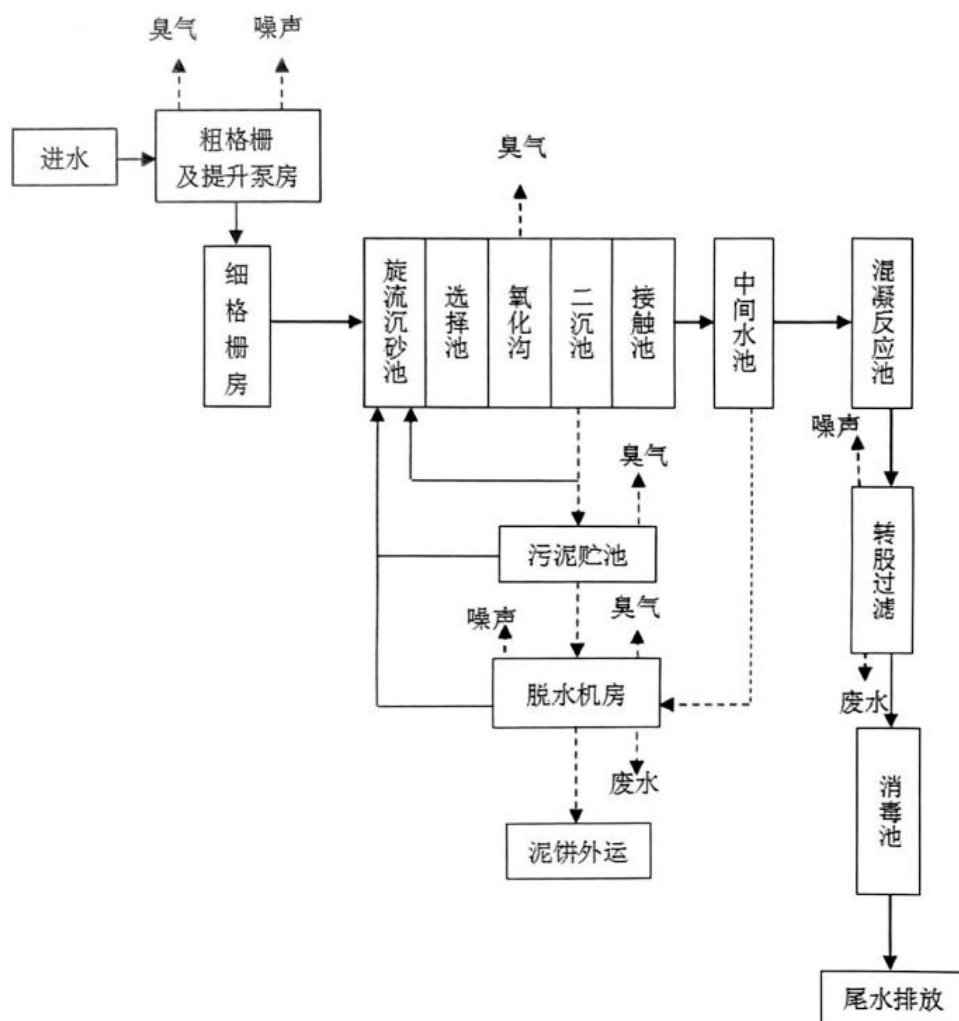 臭气
噪声
进水
粗格栅
及提升泵房
细格栅房
臭气
旋流沉砂池
选择池
氧化沟
二沉池
接触池
中间水池
混凝反应池
噪声
臭气
污泥贮池
转股过滤
噪声
臭气
脱水机房
废水
废水
泥饼外运
消毒池
尾水排放